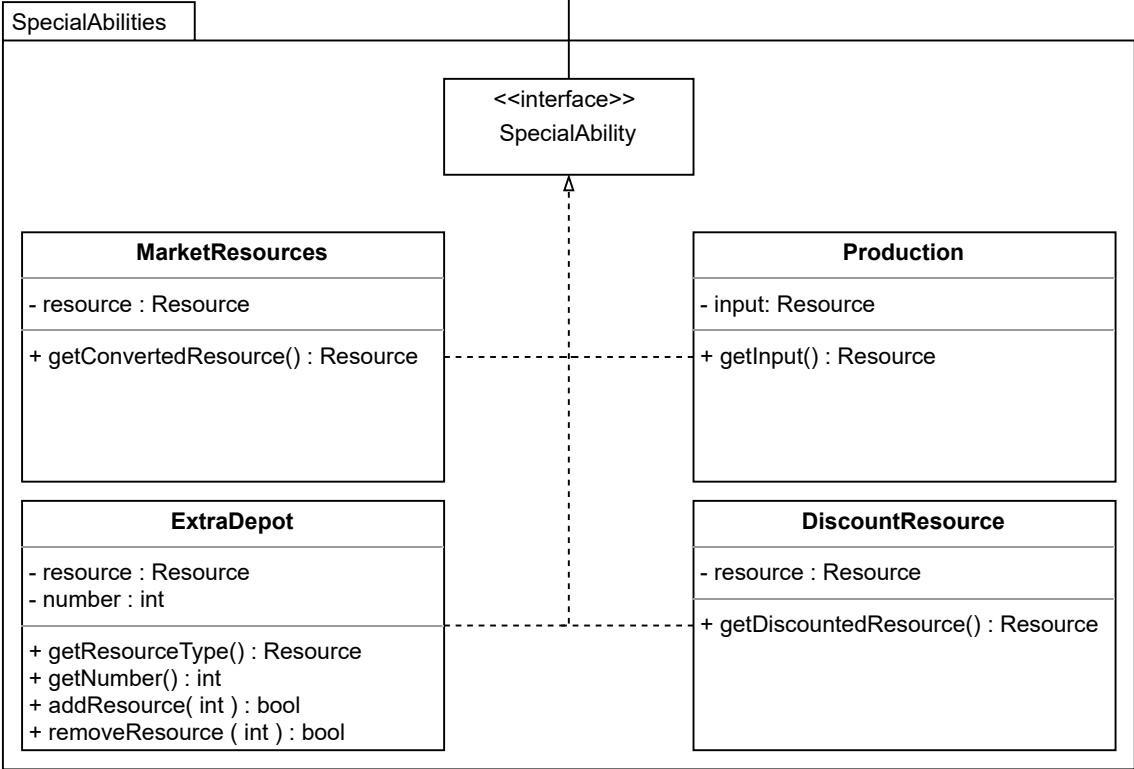 SpecialAbilities
<<interface>>
SpecialAbility
MarketResources
- resource : Resource
+ getConvertedResource() : Resource
Production
- input: Resource
+ getInput() : Resource
ExtraDepot
- resource : Resource
- number : int
+ getResourceType() : Resource
+ getNumber() : int
+ addResource( int ) : bool
+ removeResource ( int ) : bool
DiscountResource
- resource : Resource
+ getDiscountedResource() : Resource